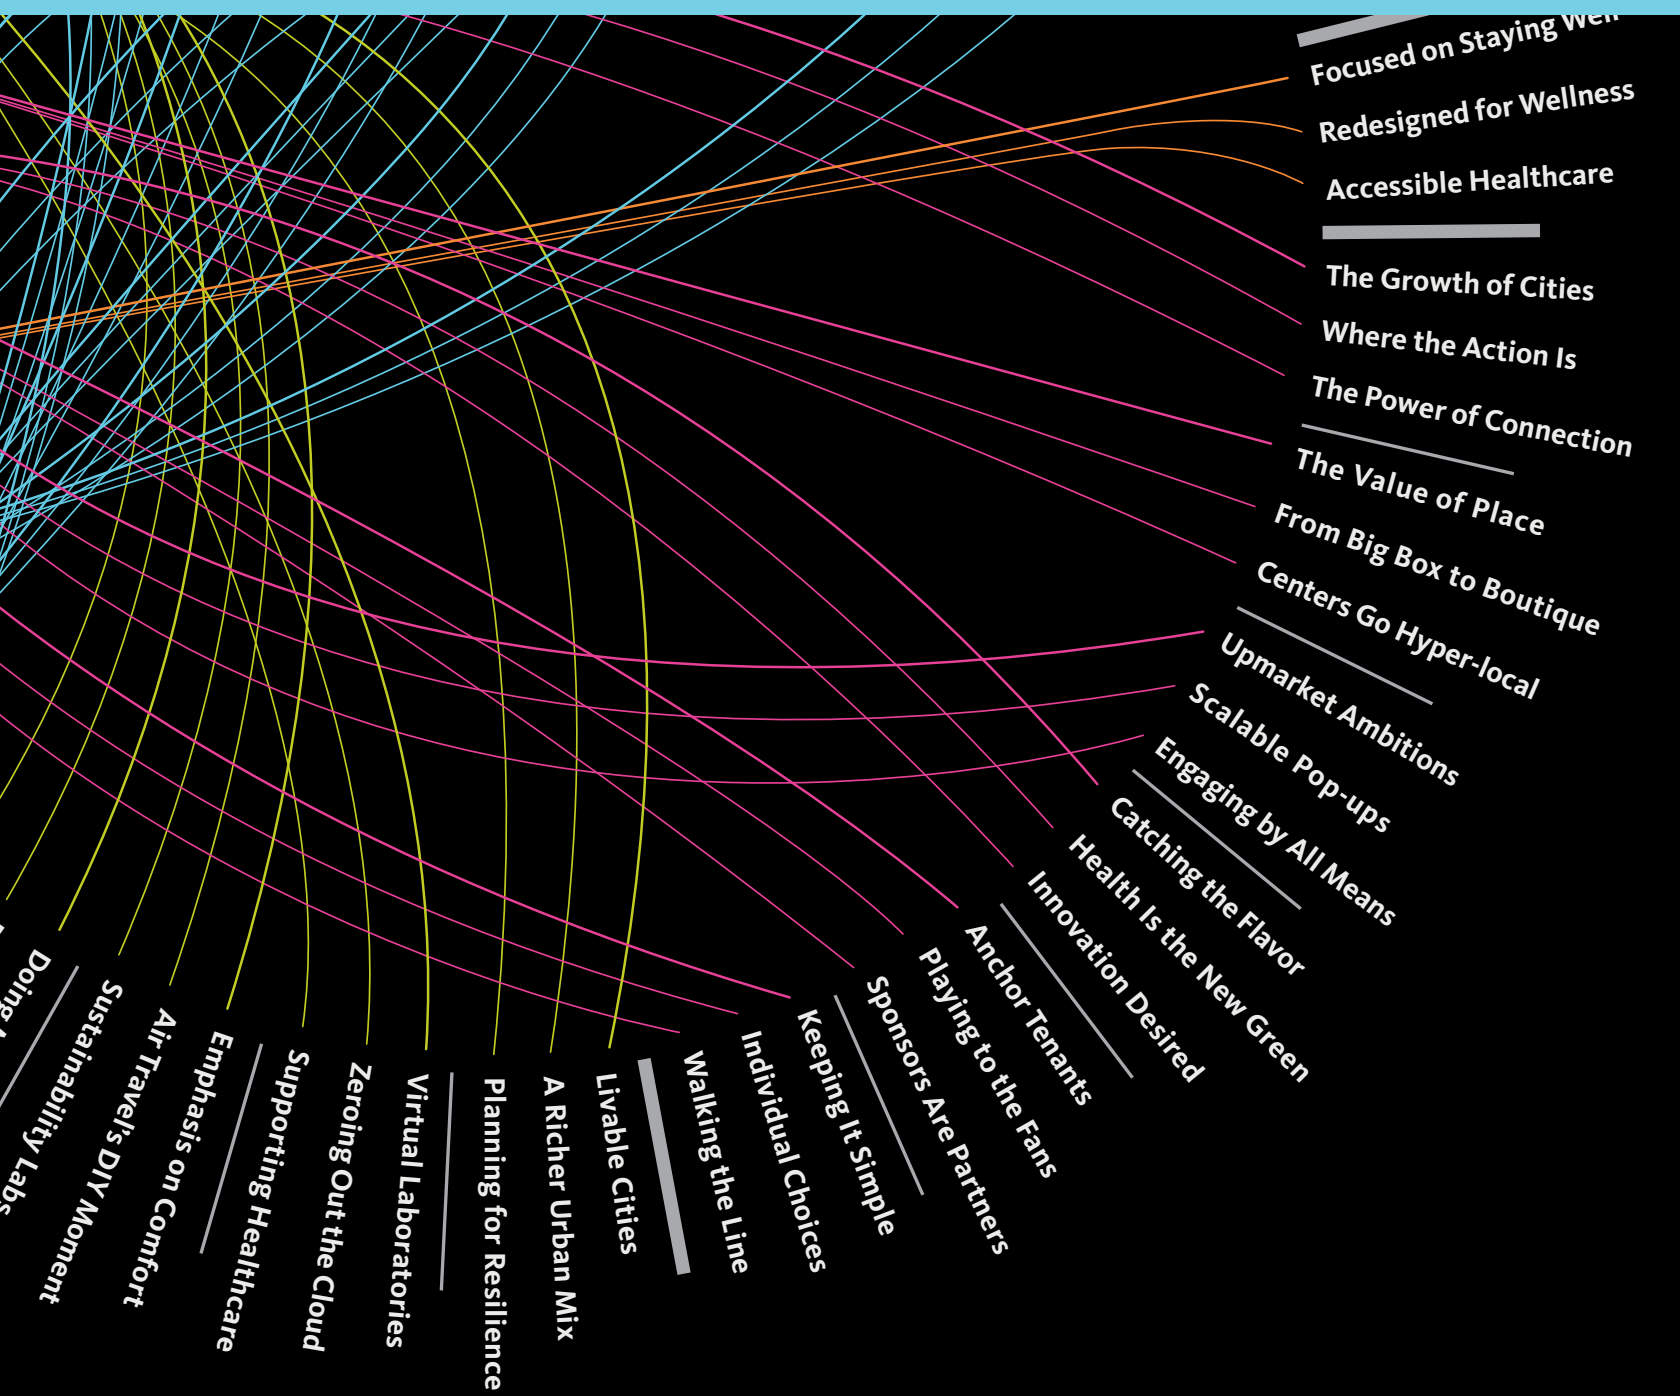 Focused on Staying Well
Redesigned for Wellness
Accessible Healthcare
The Growth of Cities
Where the Action Is
The Power of Connection
The Value of Place
From Big Box to Boutique
Centers Go Hyper-local
Upmarket Ambitions
Scalable Pop-ups
Engaging by All Means
Catching the Flavor
Health Is the New Green
Innovation Desired
Anchor Tenants
Playing to the Fans
Sponsors Are Partners
Keeping It Simple
Individual Choices
Walking the Line
Livable Cities
A Richer Urban Mix
Planning for Resilience
Virtual Laboratories
Zeroing Out the Cloud
Supporting Healthcare
Emphasis on Comfort
Air Travel's DIY Moment
Sustainability Labs
Doing